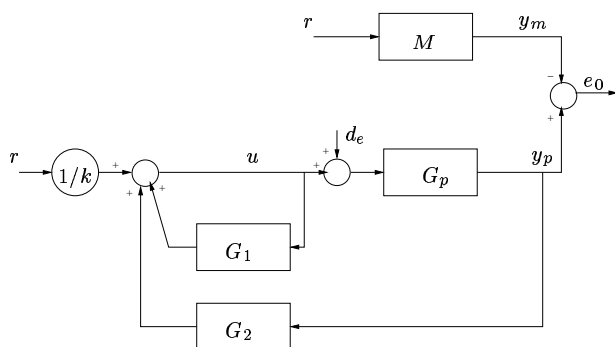 r
M
y_m
−
e_0
+
d_e
r
1/k
+
+
+
u
+
+
G_p
y_p
G_1
G_2